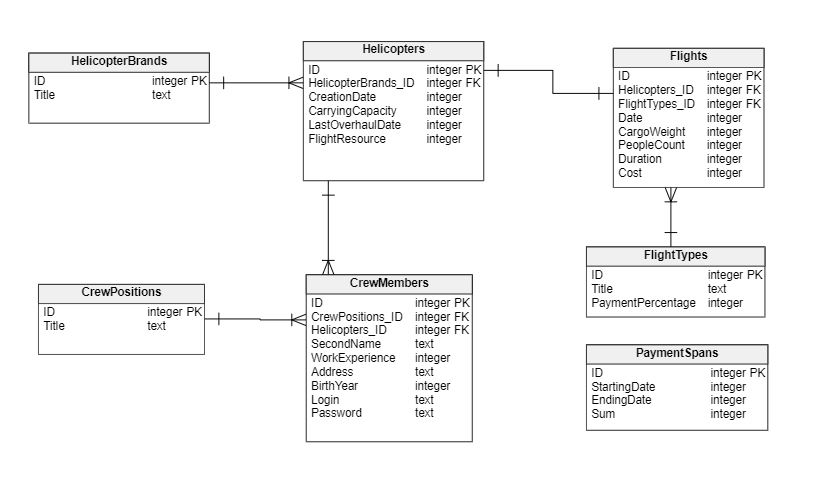 HelicopterBrands
ID integer PK
Title text
Helicopters
ID integer PK
HelicopterBrands_ID integer FK
CreationDate integer
CarryingCapacity integer
LastOverhaulDate integer
FlightResource integer
Flights
ID integer PK
Helicopters_ID integer FK
FlightTypes_ID integer FK
Date integer
CargoWeight integer
PeopleCount integer
Duration integer
Cost integer
CrewPositions
ID integer PK
Title text
CrewMembers
ID integer PK
CrewPositions_ID integer FK
Helicopters_ID integer FK
SecondName text
WorkExperience integer
Address text
BirthYear integer
Login text
Password text
FlightTypes
ID integer PK
Title text
PaymentPercentage integer
PaymentSpans
ID integer PK
StartingDate integer
EndingDate integer
Sum integer